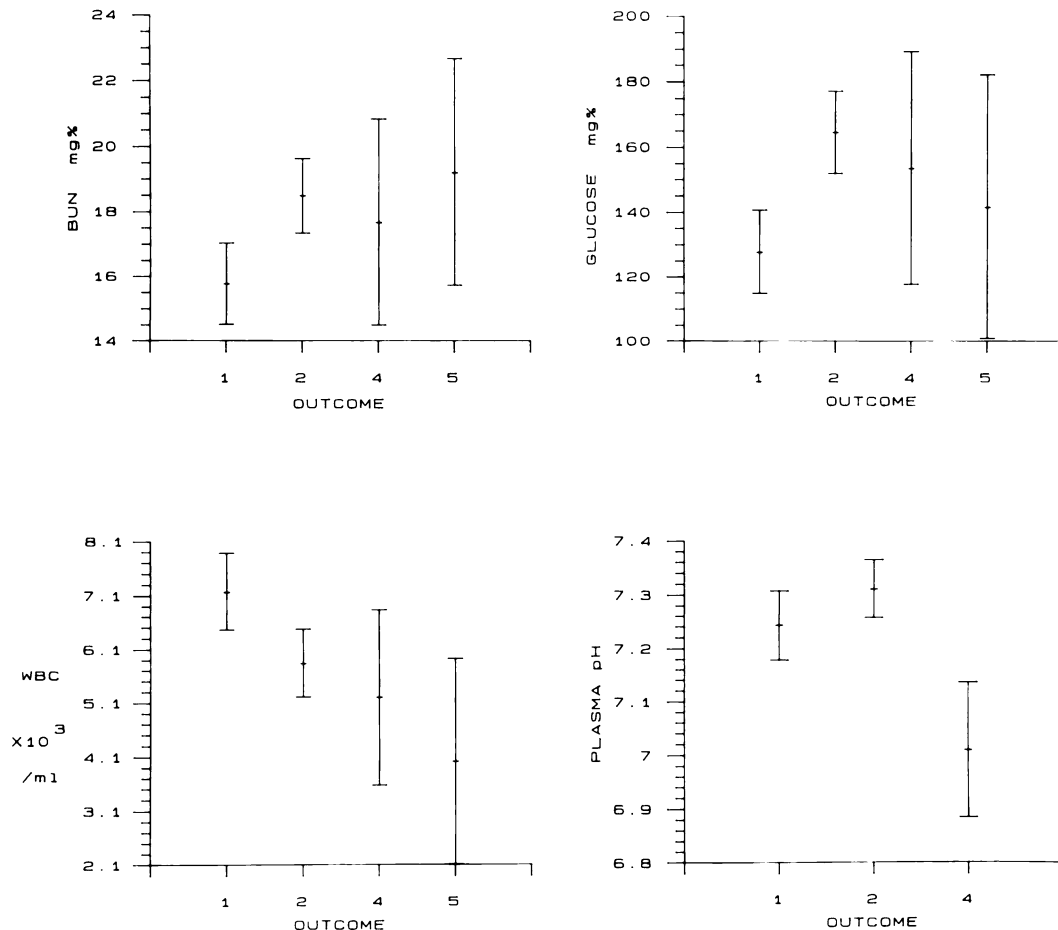 24
22
20
18
16
14
BUN mg%
1 2 4 5
OUTCOME
200
180
160
140
120
100
GLUCOSE mg%
1 2 4 5
OUTCOME
8.1
7.1
6.1
5.1
4.1
3.1
2.1
WBC
X10³
/ml
1 2 4 5
OUTCOME
7.4
7.3
7.2
7.1
7
6.9
6.8
PLASMA pH
1 2 4
OUTCOME